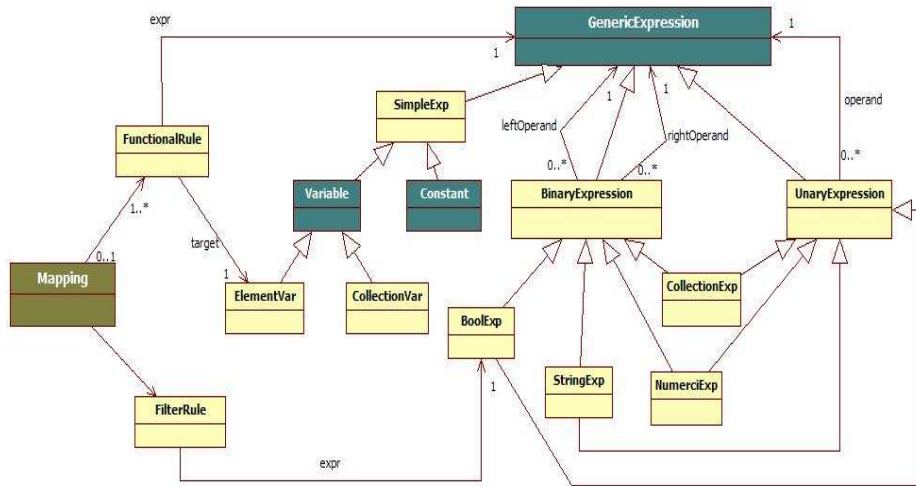 expr
GenericExpression
1
1
SimpleExp
1
1
operand
leftOperand
rightOperand
FunctionalRule
0..*
0..*
0..*
Variable
Constant
BinaryExpression
UnaryExpression
1..*
target
0..1
Mapping
1
ElementVar
CollectionVar
CollectionExp
BoolExp
1
StringExp
NumerciExp
FilterRule
expr